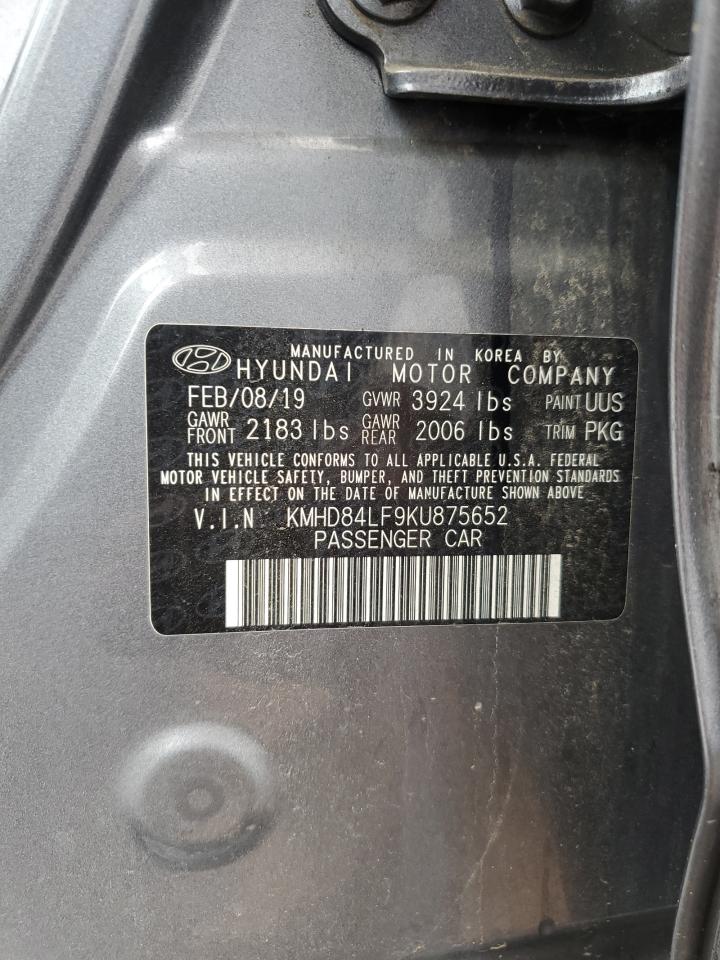 MANUFACTURED IN KOREA BY
HYUNDAI MOTOR COMPANY
FEB/08/19 GVWR 3924 lbs PAINT UUS
GAWR FRONT 2183 lbs GAWR REAR 2006 lbs TRIM PKG
THIS VEHICLE CONFORMS TO ALL APPLICABLE U.S.A. FEDERAL
MOTOR VEHICLE SAFETY, BUMPER, AND THEFT PREVENTION STANDARDS
IN EFFECT ON THE DATE OF MANUFACTURE SHOWN ABOVE
V.I.N KMHD84LF9KU875652
PASSENGER CAR